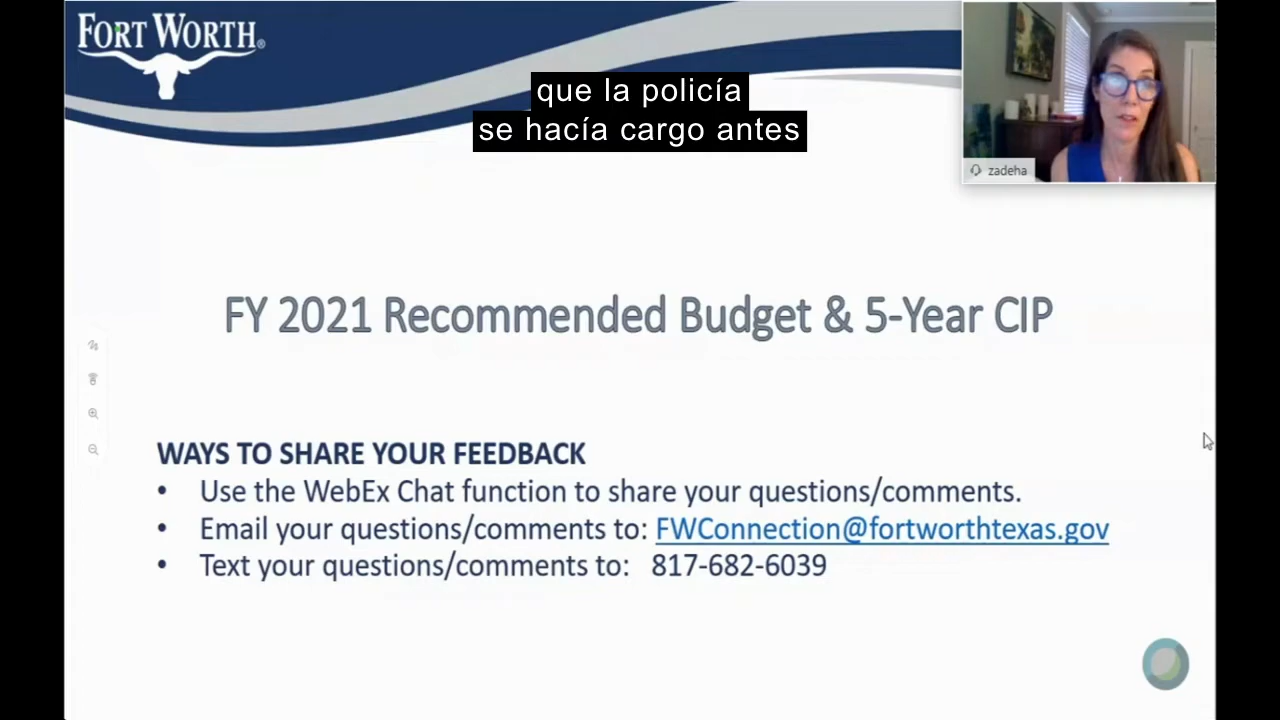 FORT WORTH®
que la policía
se hacía cargo antes
zadeha
FY 2021 Recommended Budget & 5-Year CIP
WAYS TO SHARE YOUR FEEDBACK
• Use the WebEx Chat function to share your questions/comments.
• Email your questions/comments to: FWConnection@fortworthtexas.gov
• Text your questions/comments to: 817-682-6039